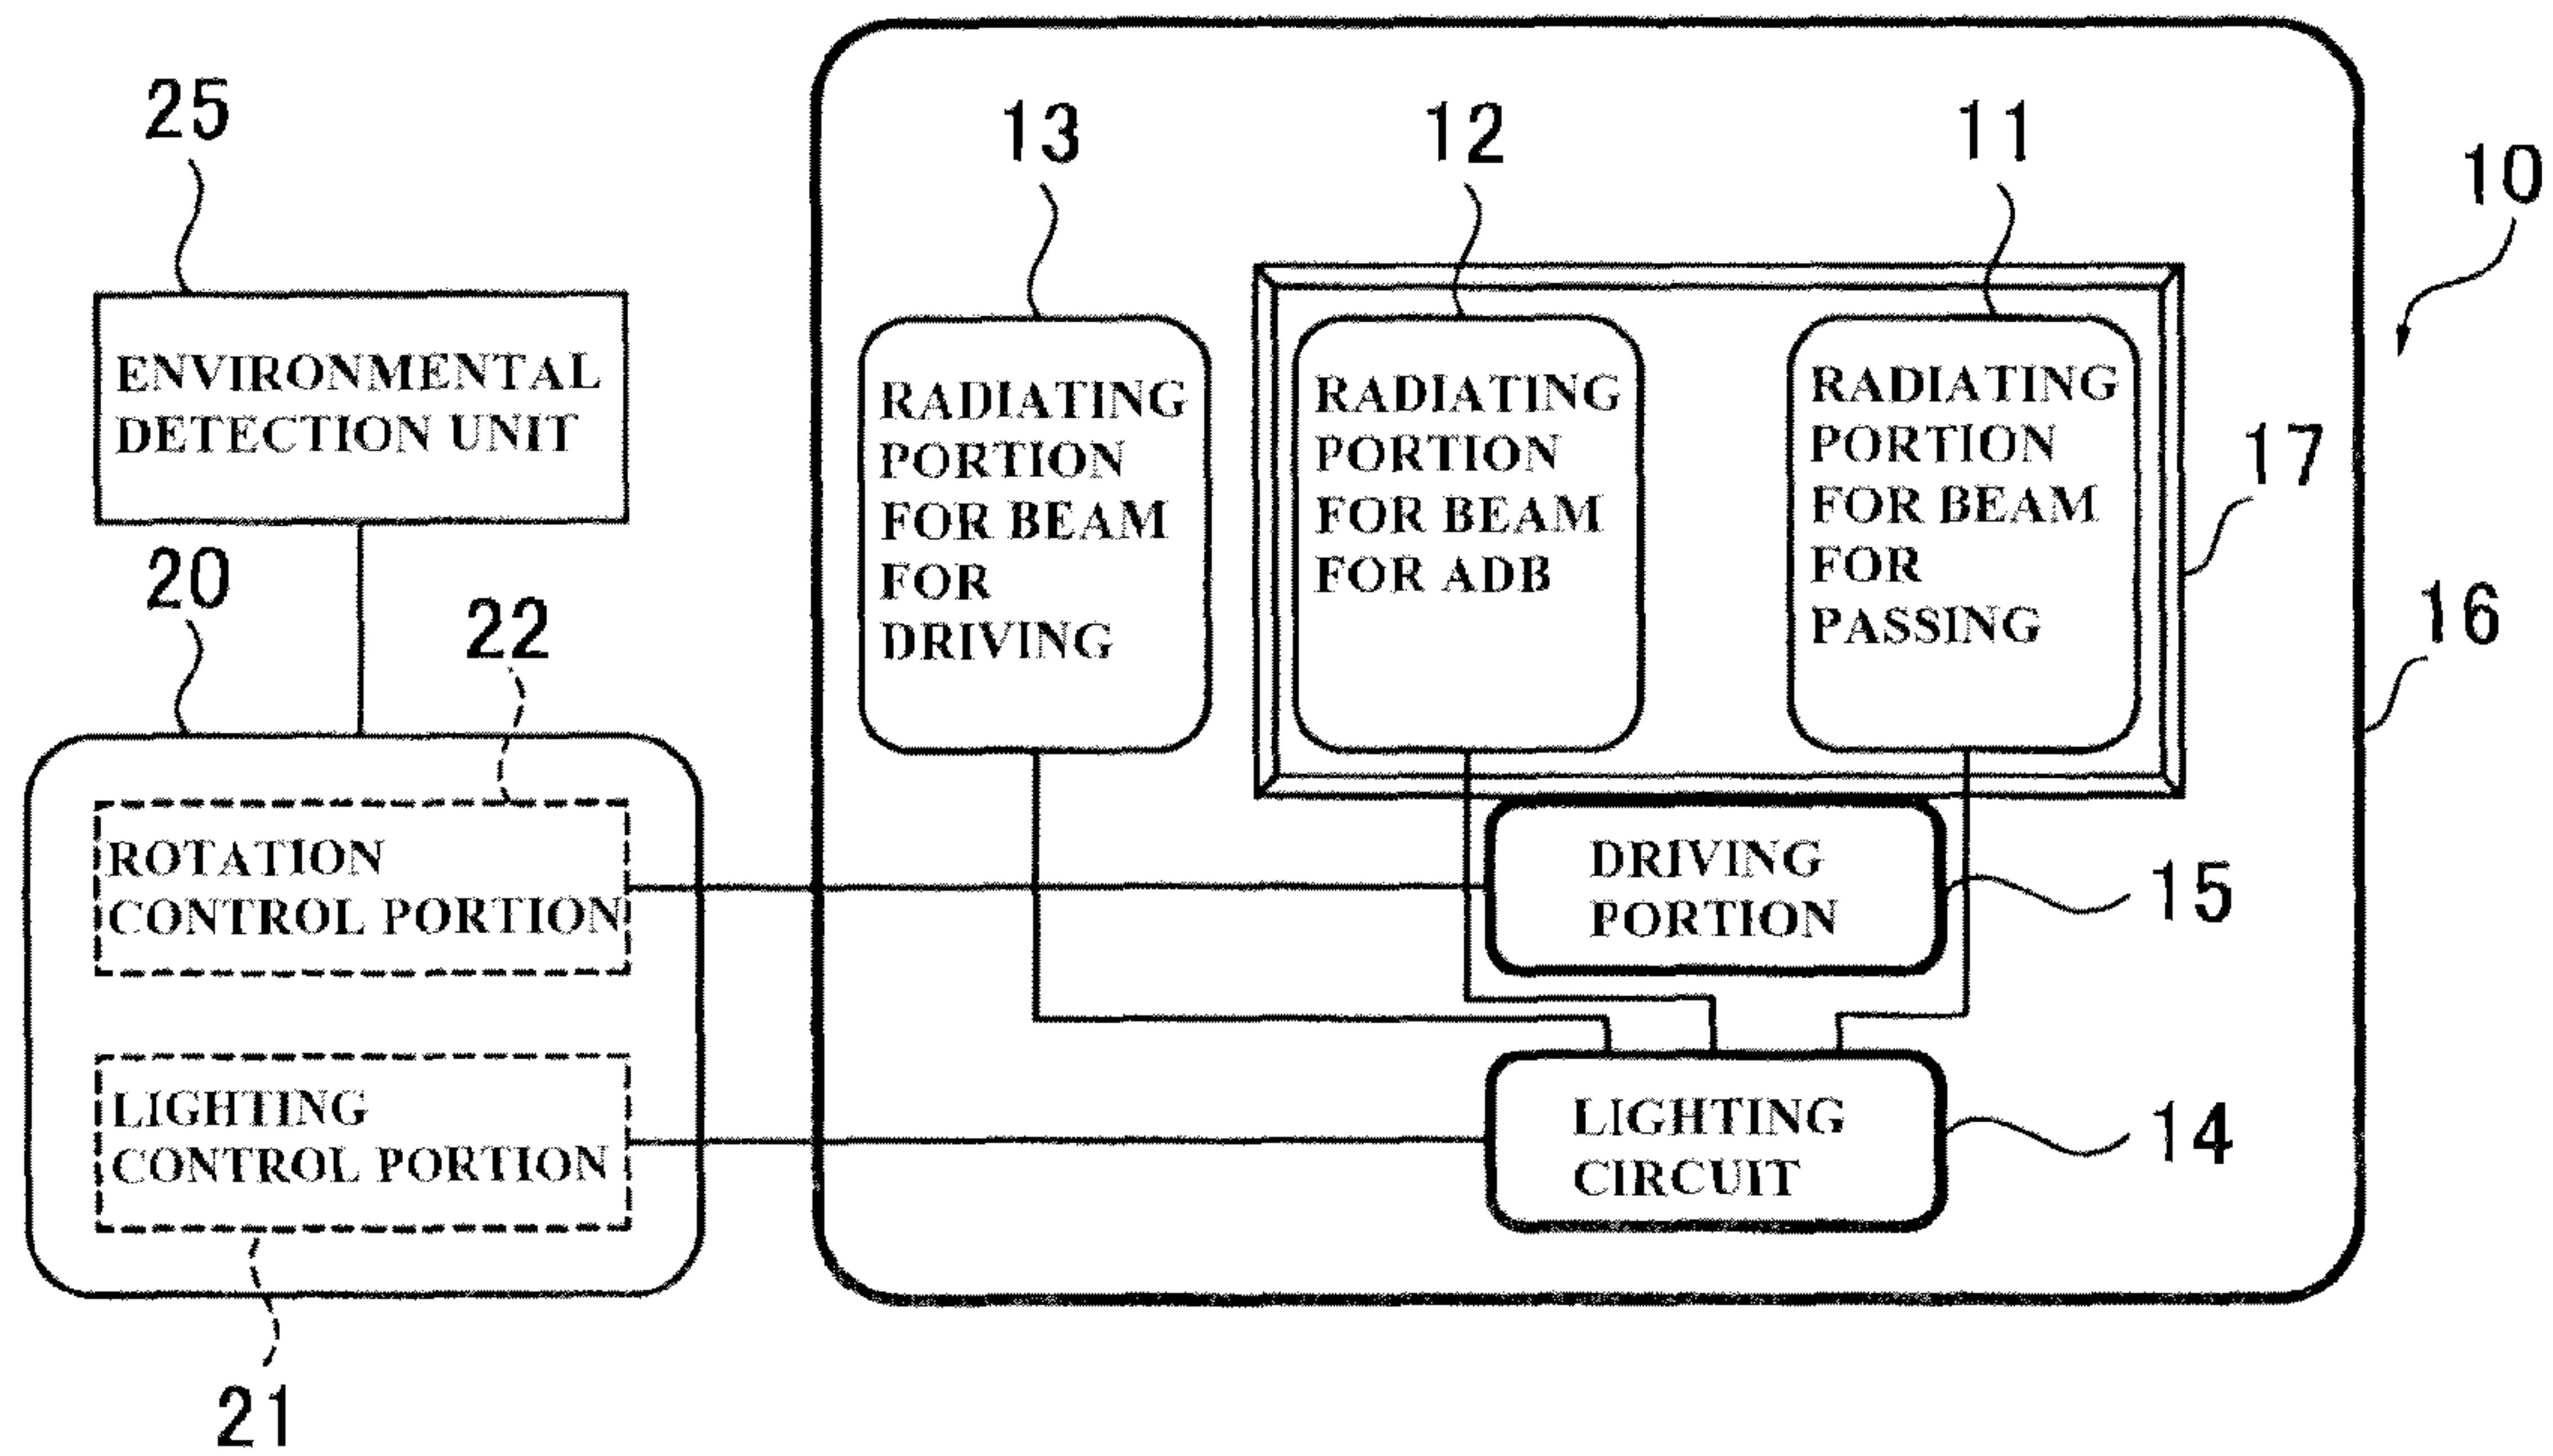 25
13
12
11
10
ENVIRONMENTAL
DETECTION UNIT
RADIATING
PORTION
FOR BEAM
FOR
DRIVING
RADIATING
PORTION
FOR BEAM
FOR ADB
RADIATING
PORTION
FOR BEAM
FOR
PASSING
17
16
20
22
ROTATION
CONTROL PORTION
DRIVING
PORTION
15
LIGHTING
CONTROL PORTION
LIGHTING
CIRCUIT
14
21